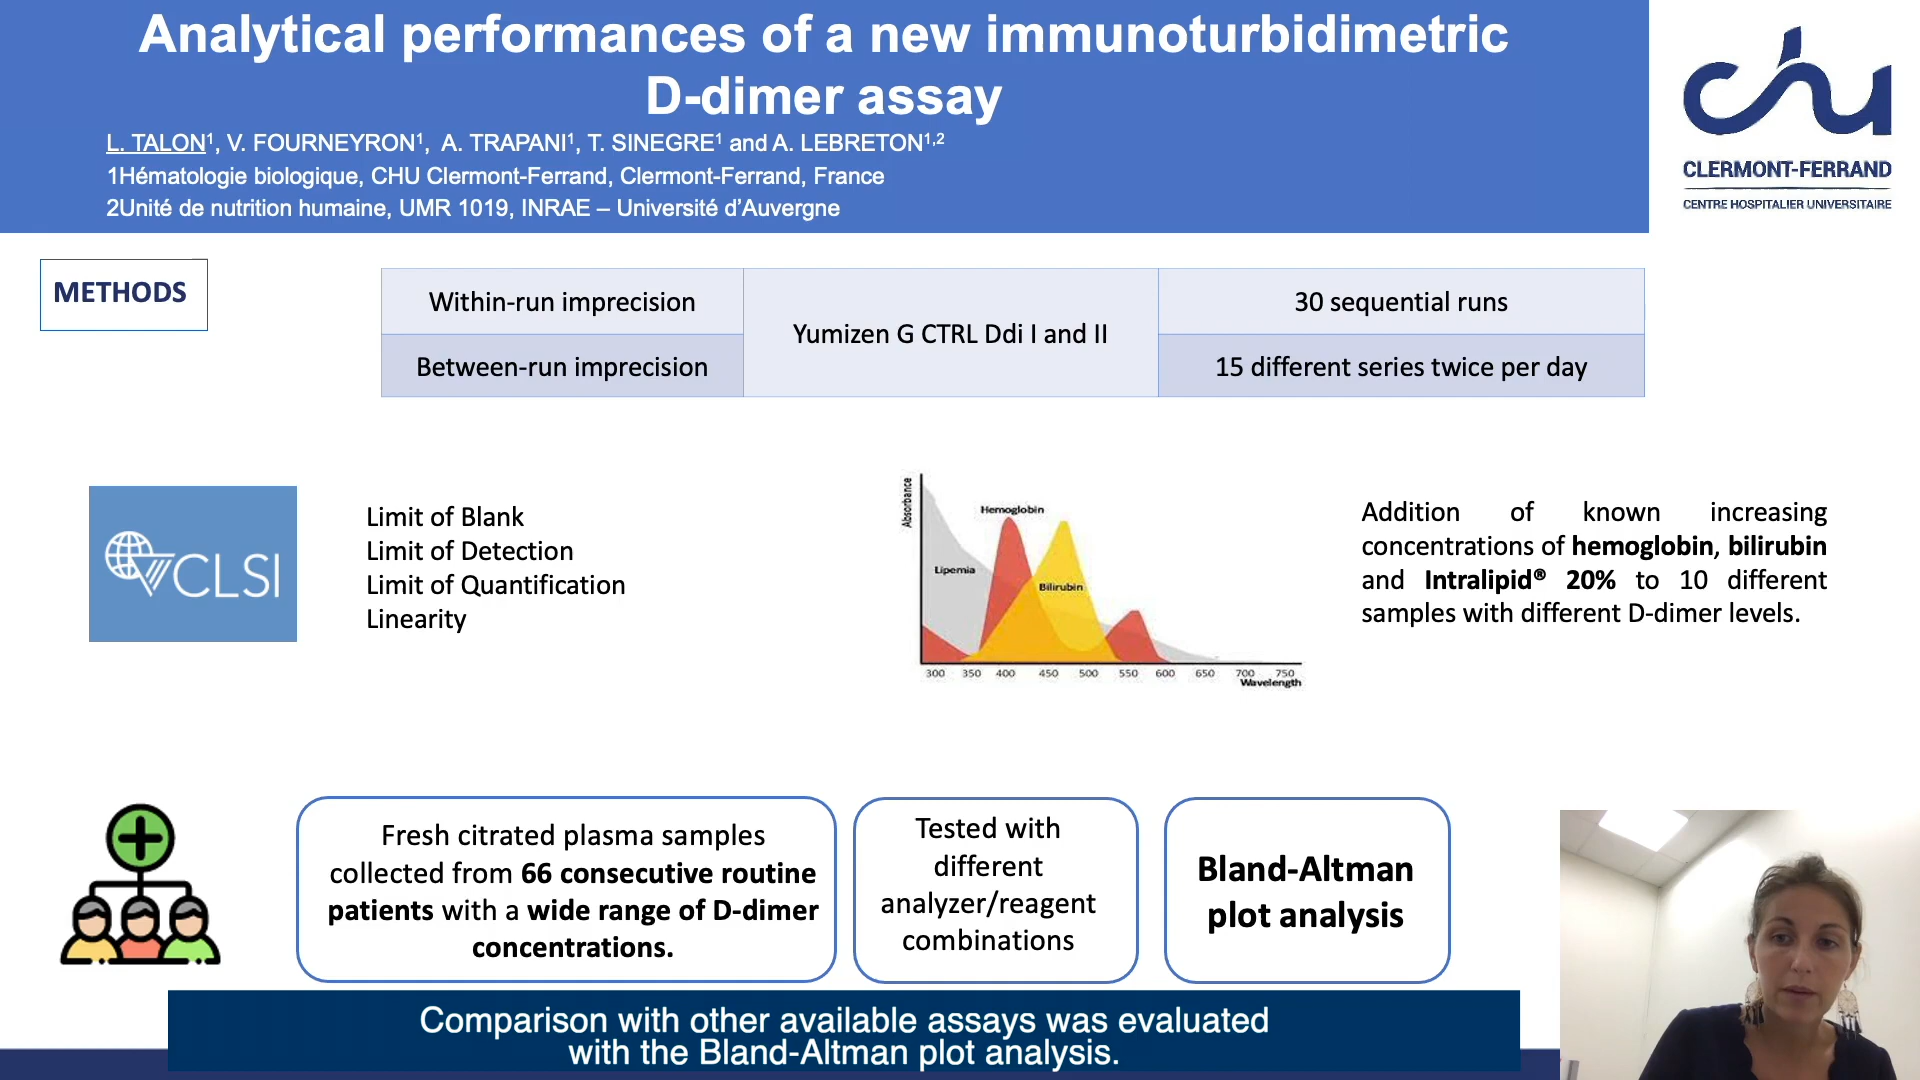 Analytical performances of a new immunoturbidimetric
D-dimer assay
L. TALON¹, V. FOURNEYRON¹, A. TRAPANI¹, T. SINEGRE¹ and A. LEBRETON¹,²
1Hématologie biologique, CHU Clermont-Ferrand, Clermont-Ferrand, France
2Unité de nutrition humaine, UMR 1019, INRAE – Université d'Auvergne
chu
CLERMONT-FERRAND
CENTRE HOSPITALIER UNIVERSITAIRE
METHODS
Within-run imprecision
Yumizen G CTRL Ddi I and II
30 sequential runs
Between-run imprecision
15 different series twice per day
CLSI
Limit of Blank
Limit of Detection
Limit of Quantification
Linearity
Absorbance
Hemoglobin
Lipemia
Bilirubin
300 350 400 450 500 550 600 650 700 750
Wavelength
Addition of known increasing
concentrations of hemoglobin, bilirubin
and Intralipid® 20% to 10 different
samples with different D-dimer levels.
Fresh citrated plasma samples
collected from 66 consecutive routine
patients with a wide range of D-dimer
concentrations.
Tested with
different
analyzer/reagent
combinations
Bland-Altman
plot analysis
Comparison with other available assays was evaluated
with the Bland-Altman plot analysis.